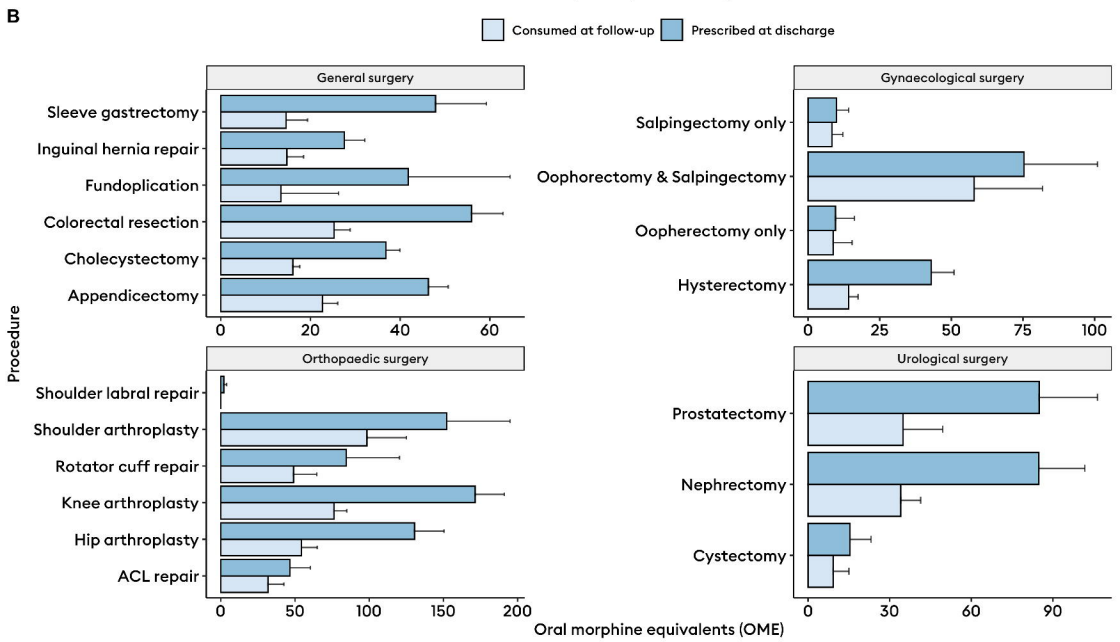 B
Consumed at follow-up Prescribed at discharge
General surgery
Sleeve gastrectomy
Inguinal hernia repair
Fundoplication
Colorectal resection
Cholecystectomy
Appendicectomy
0 20 40 60
Gynaecological surgery
Salpingectomy only
Oophorectomy & Salpingectomy
Oopherectomy only
Hysterectomy
0 25 50 75 100
Procedure
Orthopaedic surgery
Shoulder labral repair
Shoulder arthroplasty
Rotator cuff repair
Knee arthroplasty
Hip arthroplasty
ACL repair
0 50 100 150 200
Urological surgery
Prostatectomy
Nephrectomy
Cystectomy
0 30 60 90
Oral morphine equivalents (OME)